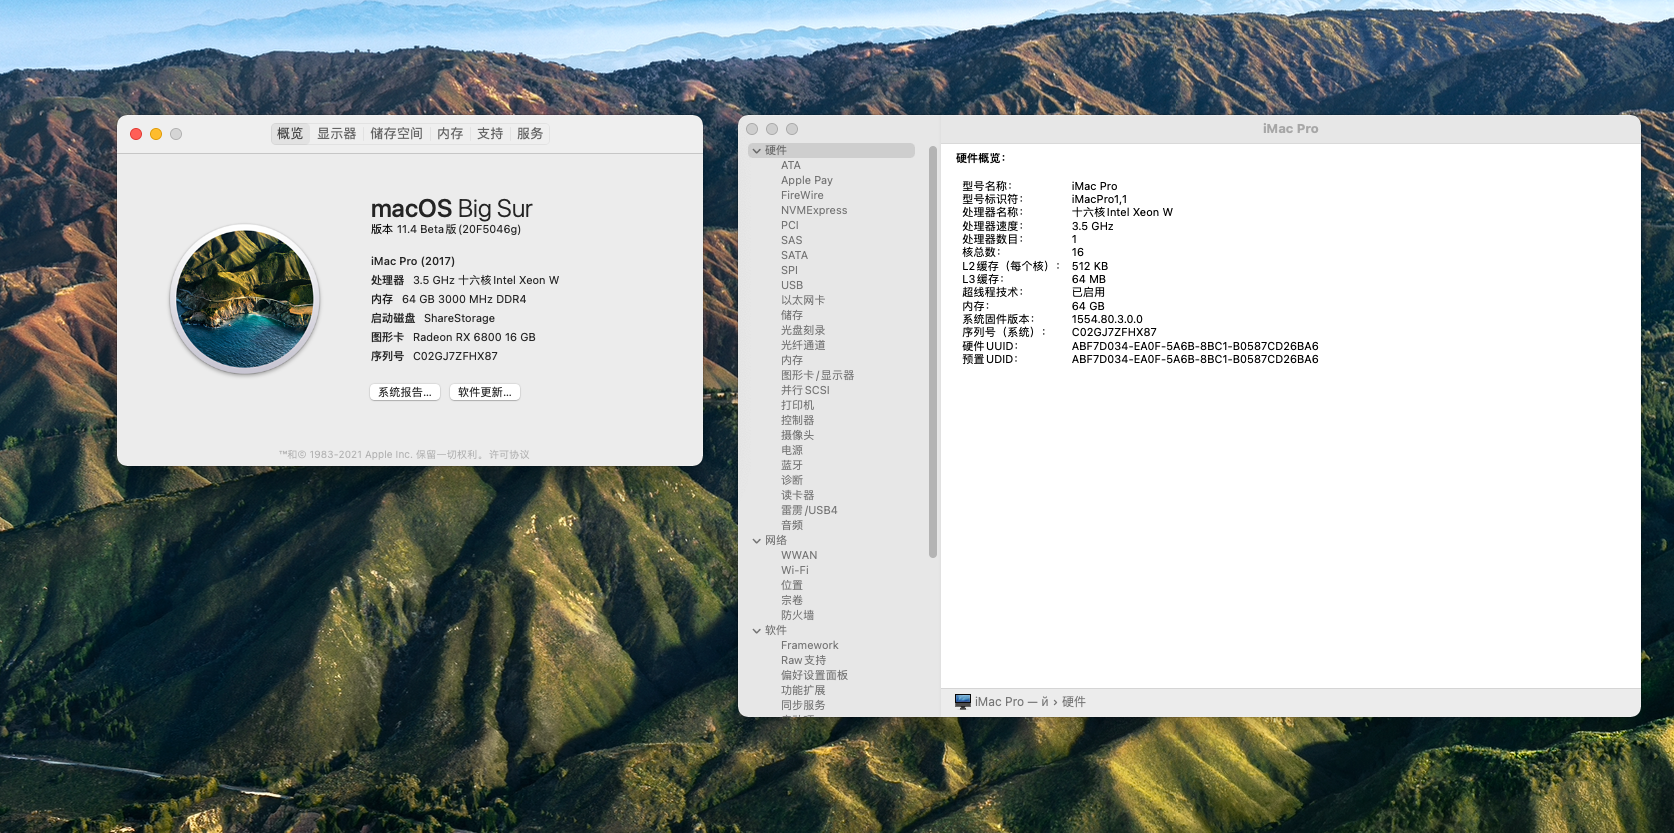 概览 显示器 储存空间 内存 支持 服务
macOS Big Sur
版本 11.4 Beta版 (20F5046g)
iMac Pro (2017)
处理器 3.5 GHz 十六核Intel Xeon W
内存 64 GB 3000 MHz DDR4
启动磁盘 ShareStorage
图形卡 Radeon RX 6800 16 GB
序列号 C02GJ7ZFHX87
系统报告... 软件更新...
™和© 1983-2021 Apple Inc. 保留一切权利。许可协议
iMac Pro
硬件
ATA
Apple Pay
FireWire
NVMExpress
PCI
SAS
SATA
SPI
USB
以太网卡
储存
光盘刻录
光纤通道
内存
图形卡/显示器
并行SCSI
打印机
控制器
摄像头
电源
蓝牙
诊断
读卡器
雷雳/USB4
音频
网络
WWAN
Wi-Fi
位置
宗卷
防火墙
软件
Framework
Raw支持
偏好设置面板
功能扩展
同步服务
硬件概览：
型号名称： iMac Pro
型号标识符： iMacPro1,1
处理器名称： 十六核Intel Xeon W
处理器速度： 3.5 GHz
处理器数目： 1
核总数： 16
L2缓存（每个核）： 512 KB
L3缓存： 64 MB
超线程技术： 已启用
内存： 64 GB
系统固件版本： 1554.80.3.0.0
序列号（系统）： C02GJ7ZFHX87
硬件UUID： ABF7D034-EA0F-5A6B-8BC1-B0587CD26BA6
预置UDID： ABF7D034-EA0F-5A6B-8BC1-B0587CD26BA6
iMac Pro — й › 硬件